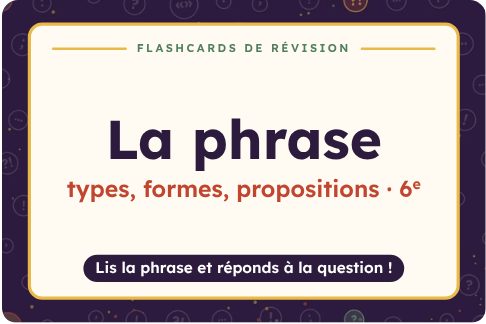 FLASHCARDS DE RÉVISION
La phrase
types, formes, propositions · 6ᵉ
Lis la phrase et réponds à la question !